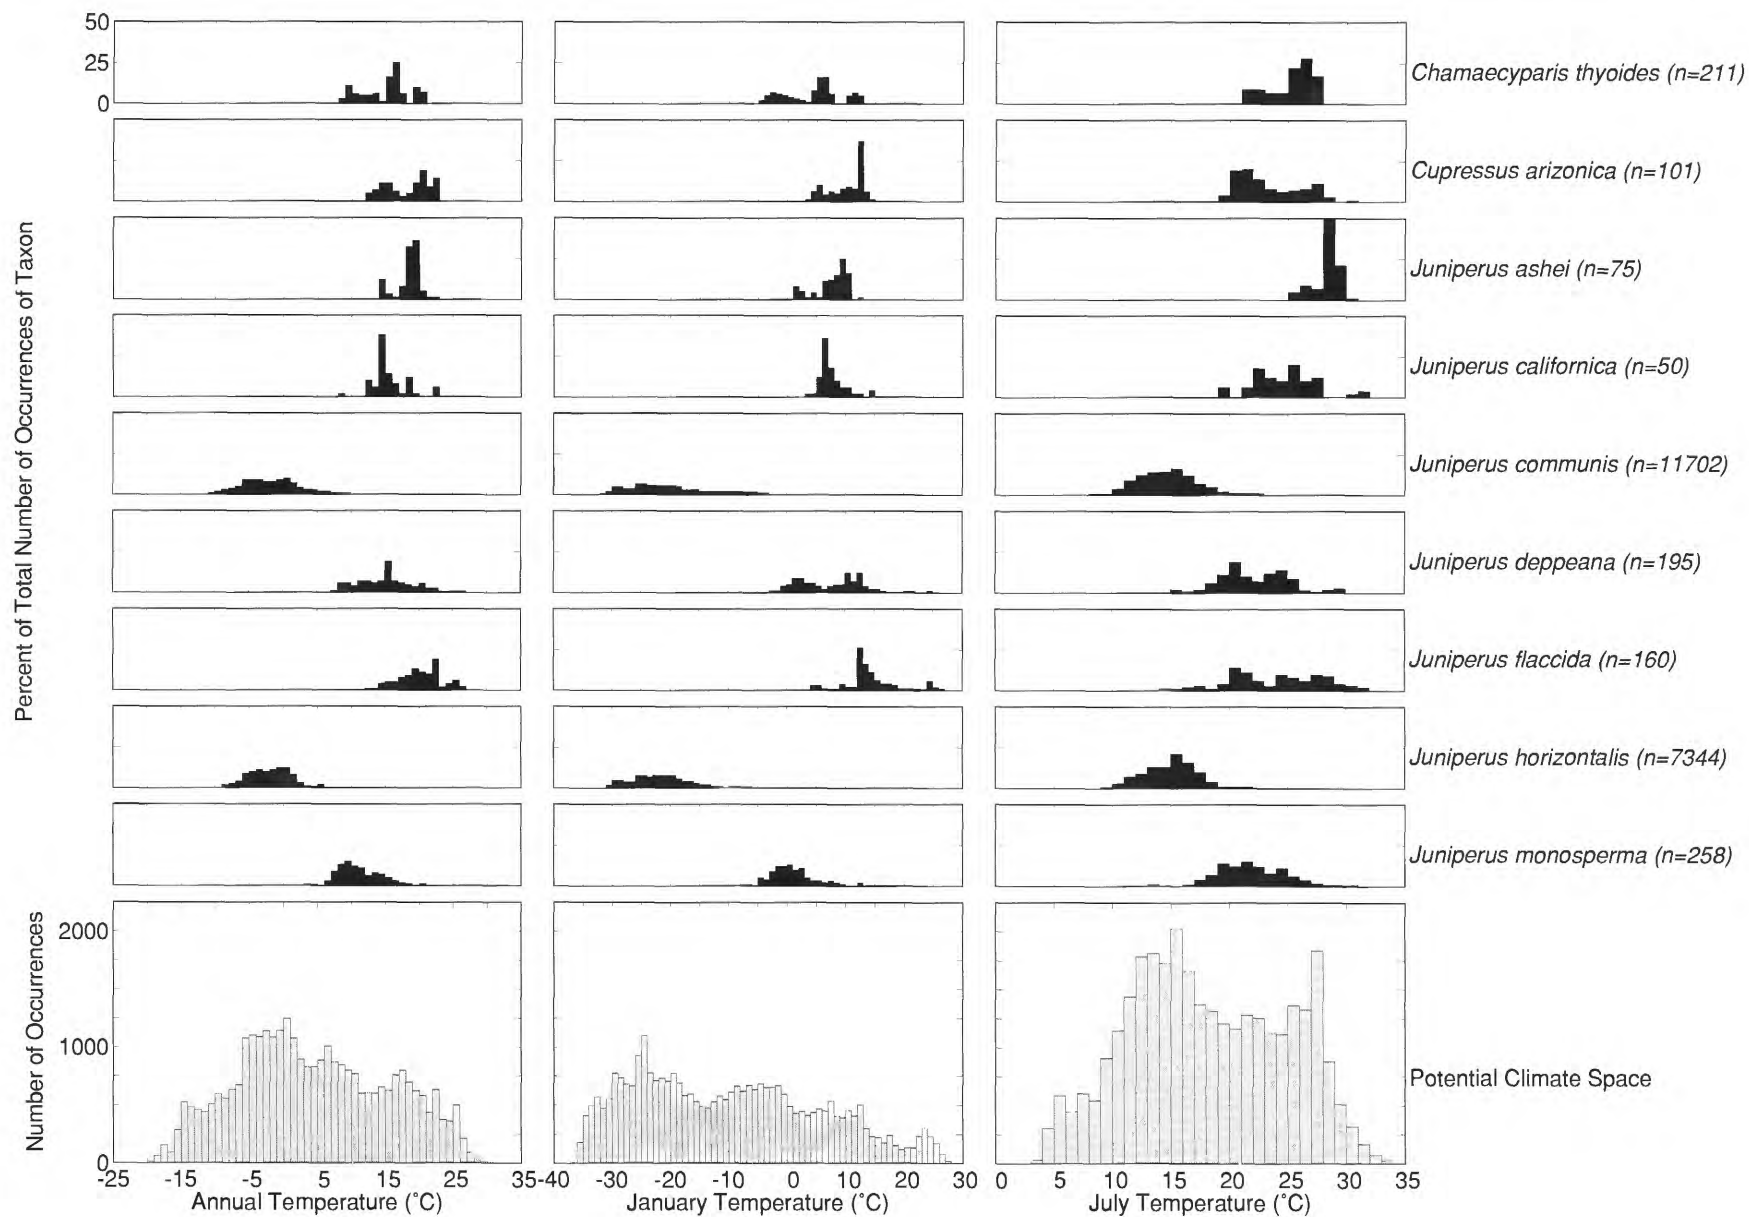 50
25
0
Chamaecyparis thyoides (n=211)
Cupressus arizonica (n=101)
Juniperus ashei (n=75)
Juniperus californica (n=50)
Juniperus communis (n=11702)
Juniperus deppeana (n=195)
Juniperus flaccida (n=160)
Juniperus horizontalis (n=7344)
Juniperus monosperma (n=258)
Percent of Total Number of Occurrences of Taxon
Number of Occurrences
2000
1000
0
Potential Climate Space
-25 -15 -5 5 15 25 35
-40 -30 -20 -10 0 10 20 30
0 5 10 15 20 25 30 35
Annual Temperature (°C)
January Temperature (°C)
July Temperature (°C)